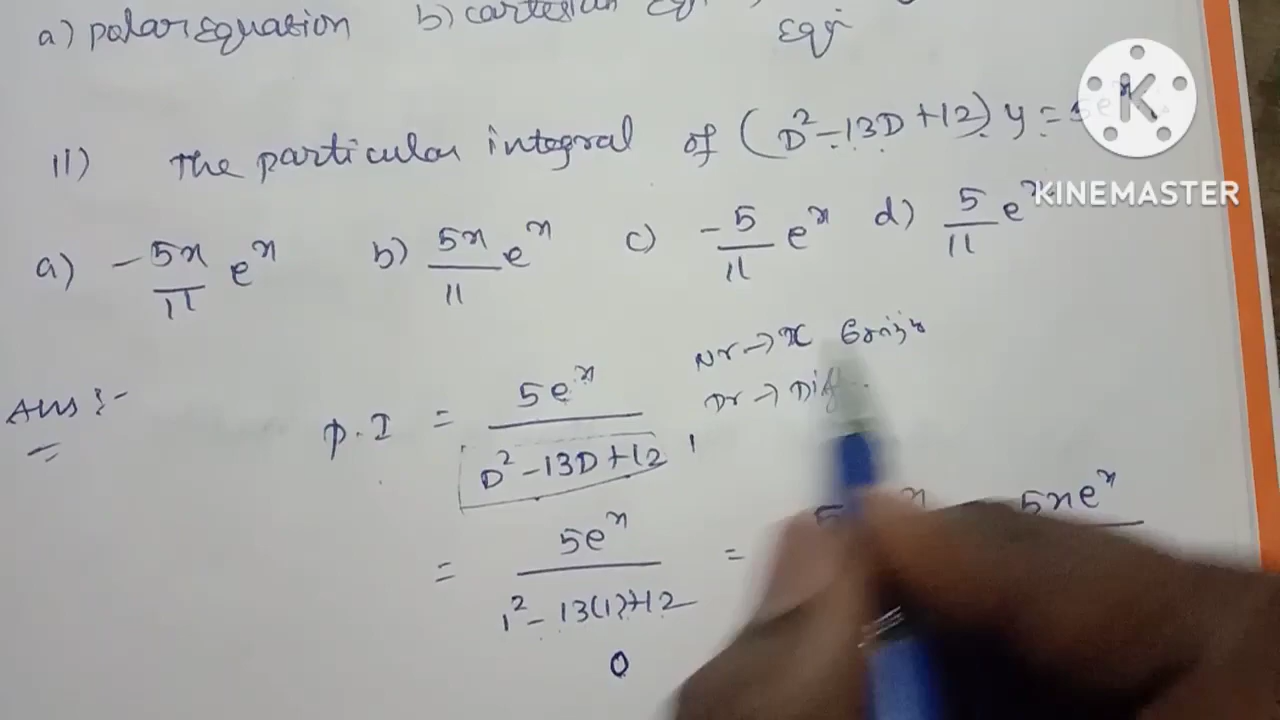 a) polar Equation b) cartesian
Eqn
11) The particular integral of (D² - 13D + 12) y = 5e
KINEMASTER
a) -5x/11 eˣ b) 5x/11 eˣ c) -5/11 eˣ d) 5/11 eˣ
Nr → x
Dr → Dif
Ans :- P.I = 5eˣ / D² - 13D + 12 ,
= 5eˣ / 1² - 13(1) + 12 = 5xeˣ
0